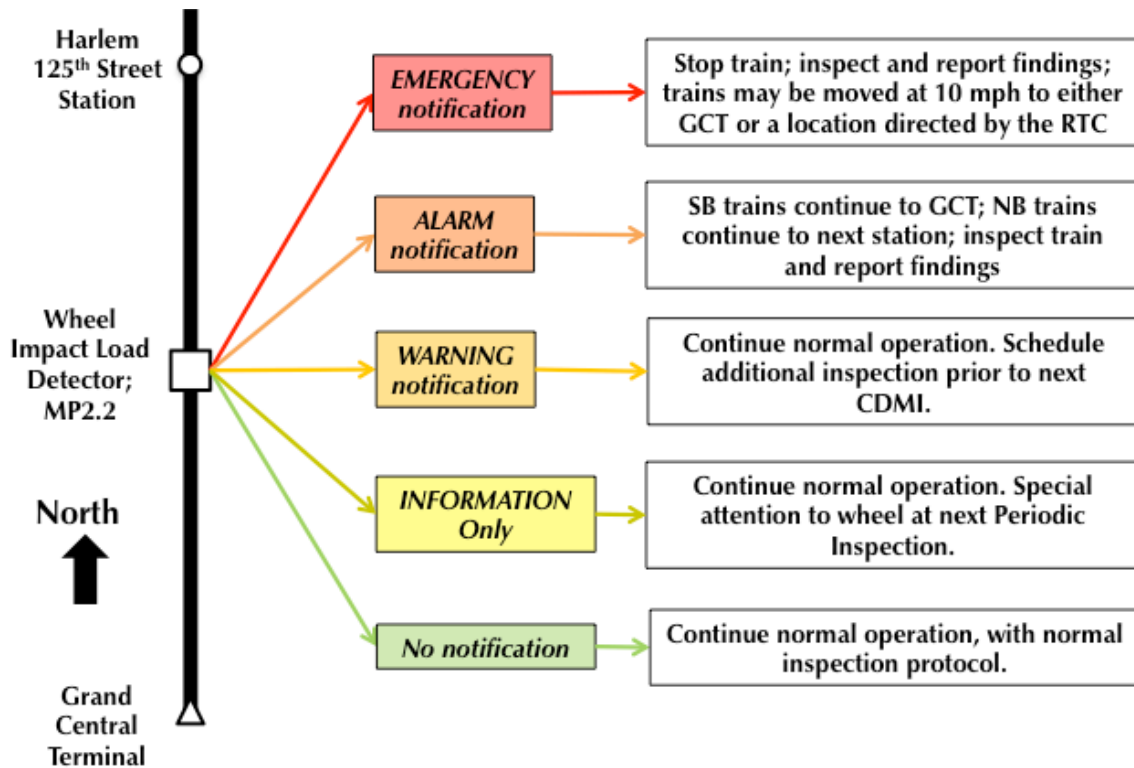 Harlem
125th Street
Station
EMERGENCY
notification
Stop train; inspect and report findings;
trains may be moved at 10 mph to either
GCT or a location directed by the RTC
ALARM
notification
SB trains continue to GCT; NB trains
continue to next station; inspect train
and report findings
Wheel
Impact Load
Detector;
MP2.2
WARNING
notification
Continue normal operation. Schedule
additional inspection prior to next
CDMI.
North
INFORMATION
Only
Continue normal operation. Special
attention to wheel at next Periodic
Inspection.
No notification
Continue normal operation, with normal
inspection protocol.
Grand
Central
Terminal